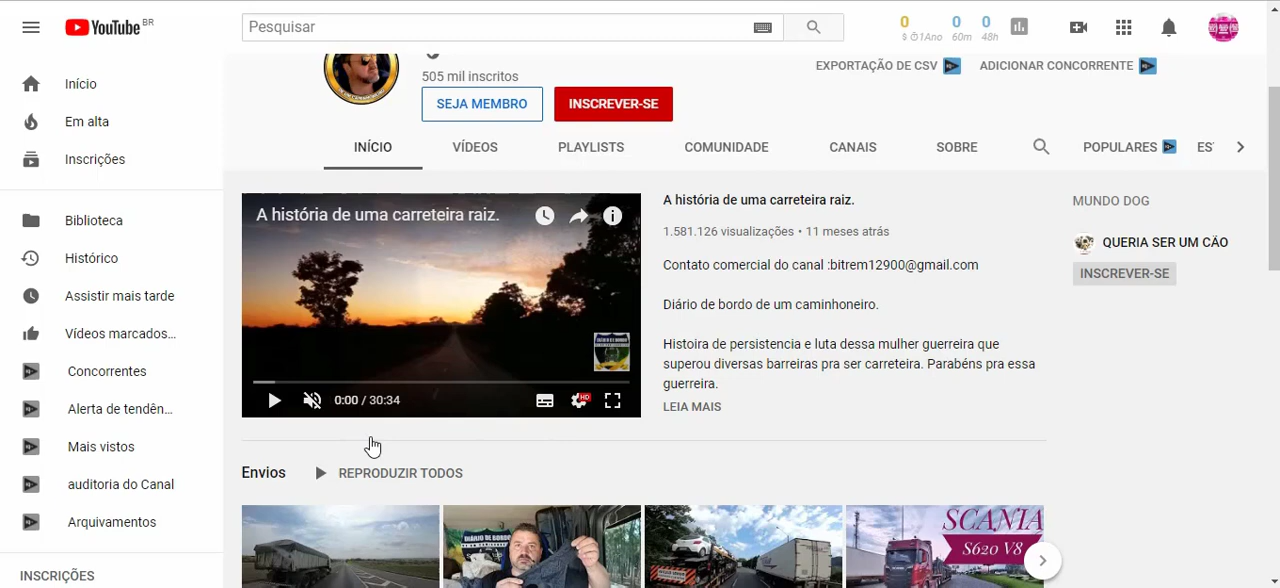 YouTube BR
Pesquisar
0 0 0
$ ⏱1Ano 60m 48h
Início
Em alta
Inscrições
Biblioteca
Histórico
Assistir mais tarde
Vídeos marcados...
Concorrentes
Alerta de tendên...
Mais vistos
auditoria do Canal
Arquivamentos
INSCRIÇÕES
505 mil inscritos
EXPORTAÇÃO DE CSV
ADICIONAR CONCORRENTE
SEJA MEMBRO
INSCREVER-SE
INÍCIO VÍDEOS PLAYLISTS COMUNIDADE CANAIS SOBRE POPULARES ES
A história de uma carreteira raiz.
0:00 / 30:34
HD
A história de uma carreteira raiz.
1.581.126 visualizações • 11 meses atrás
Contato comercial do canal :bitrem12900@gmail.com
Diário de bordo de um caminhoneiro.
Histoira de persistencia e luta dessa mulher guerreira que
superou diversas barreiras pra ser carreteira. Parabéns pra essa
guerreira.
LEIA MAIS
MUNDO DOG
QUERIA SER UM CÃO
INSCREVER-SE
Envios
REPRODUZIR TODOS
SCANIA
S620 V8